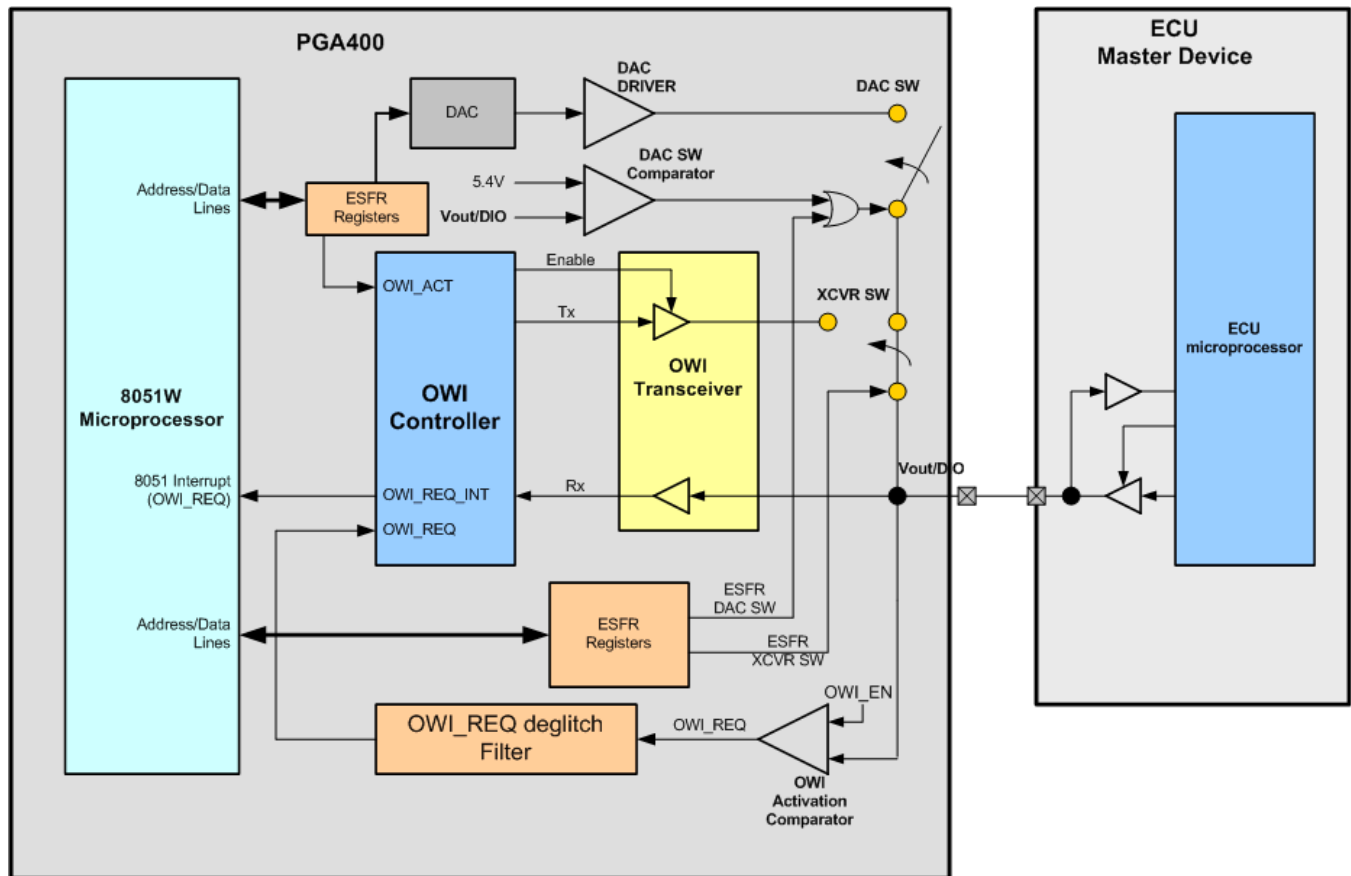 PGA400
ECU
Master Device
DAC
DRIVER
DAC SW
DAC
DAC SW
Comparator
5.4V
Vout/DIO
Address/Data
Lines
ESFR
Registers
Enable
OWI_ACT
Tx
XCVR SW
ECU
microprocessor
OWI
Transceiver
8051W
Microprocessor
OWI
Controller
Vout/DIO
8051 Interrupt
(OWI_REQ)
OWI_REQ_INT
Rx
OWI_REQ
ESFR
DAC SW
Address/Data
Lines
ESFR
Registers
ESFR
XCVR SW
OWI_EN
OWI_REQ deglitch
Filter
OWI_REQ
OWI
Activation
Comparator